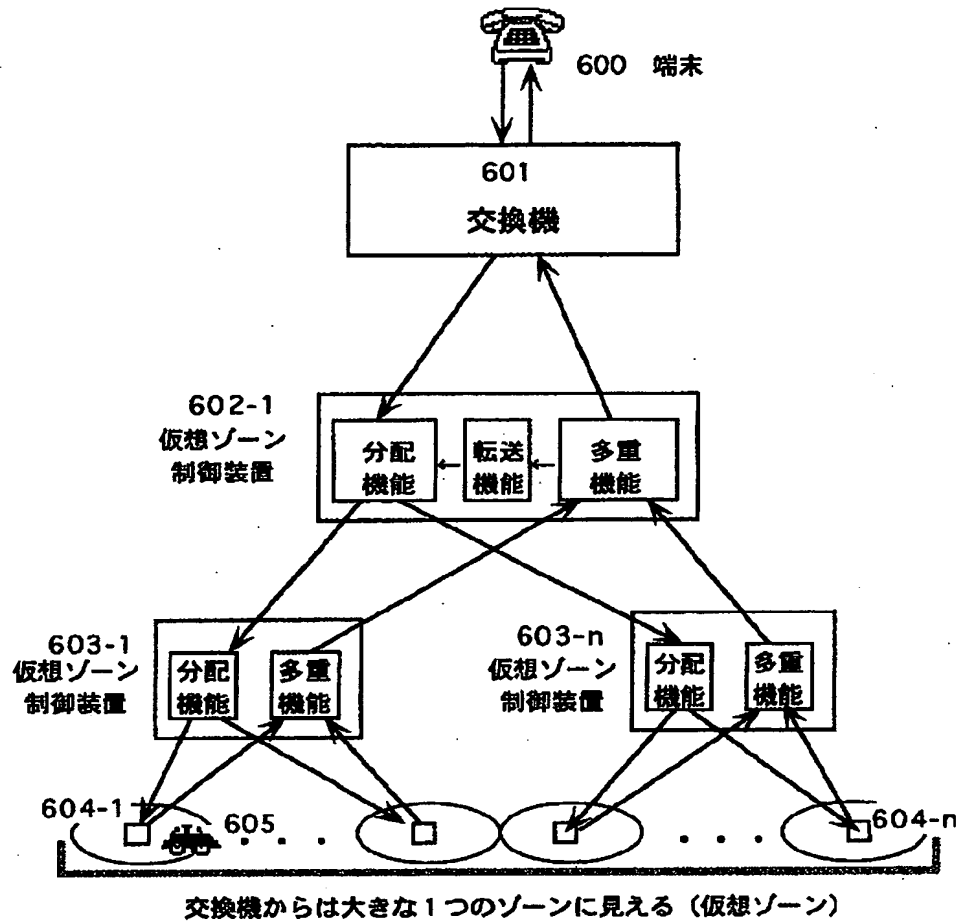 600 端末
601
交換機
602-1
仮想ゾーン
制御装置
分配
機能
転送
機能
多重
機能
603-1
仮想ゾーン
制御装置
分配
機能
多重
機能
603-n
仮想ゾーン
制御装置
分配
機能
多重
機能
604-1
605
604-n
交換機からは大きな1つのゾーンに見える(仮想ゾーン)